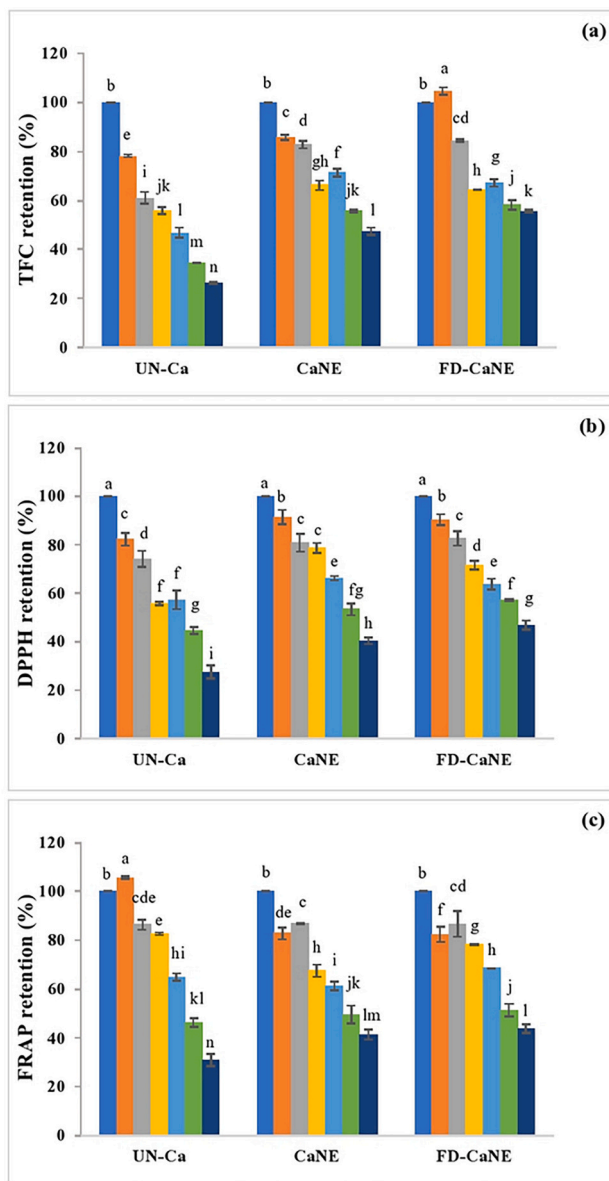 (a)
TFC retention (%)
120
100
80
60
40
20
0
b e i jk l m n
b c d gh f jk l
b a cd h g j k
UN-Ca CaNE FD-CaNE
(b)
DPPH retention (%)
120
100
80
60
40
20
0
a c d f f g i
a b c c e fg h
a b c d e f g
UN-Ca CaNE FD-CaNE
(c)
FRAP retention (%)
120
100
80
60
40
20
0
b a cde e hi kl n
b de c h i jk lm
b f cd g h j l
UN-Ca CaNE FD-CaNE